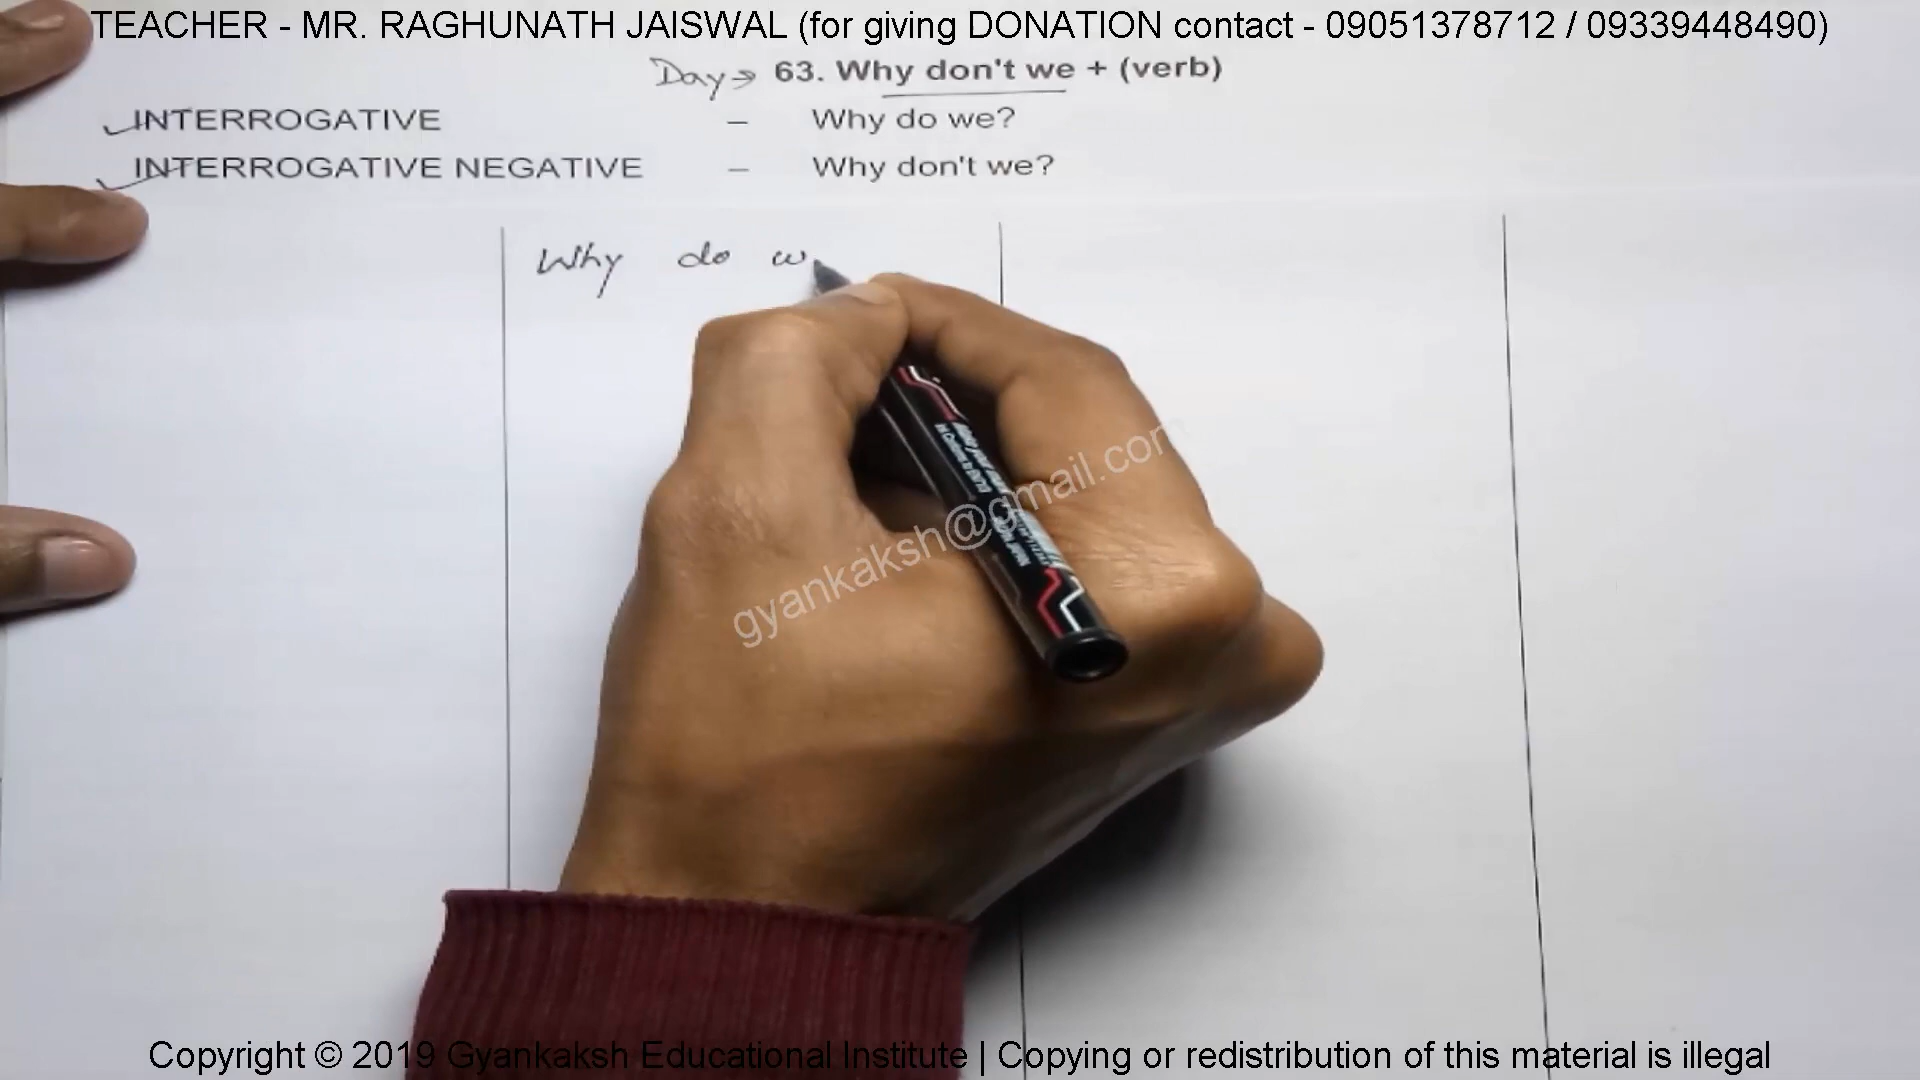 TEACHER - MR. RAGHUNATH JAISWAL (for giving DONATION contact - 09051378712 / 09339448490)
Day → 63. Why don't we + (verb)
INTERROGATIVE – Why do we?
INTERROGATIVE NEGATIVE – Why don't we?
Why do w
gyankaksh@gmail.com
Copyright © 2019 Gyankaksh Educational Institute | Copying or redistribution of this material is illegal